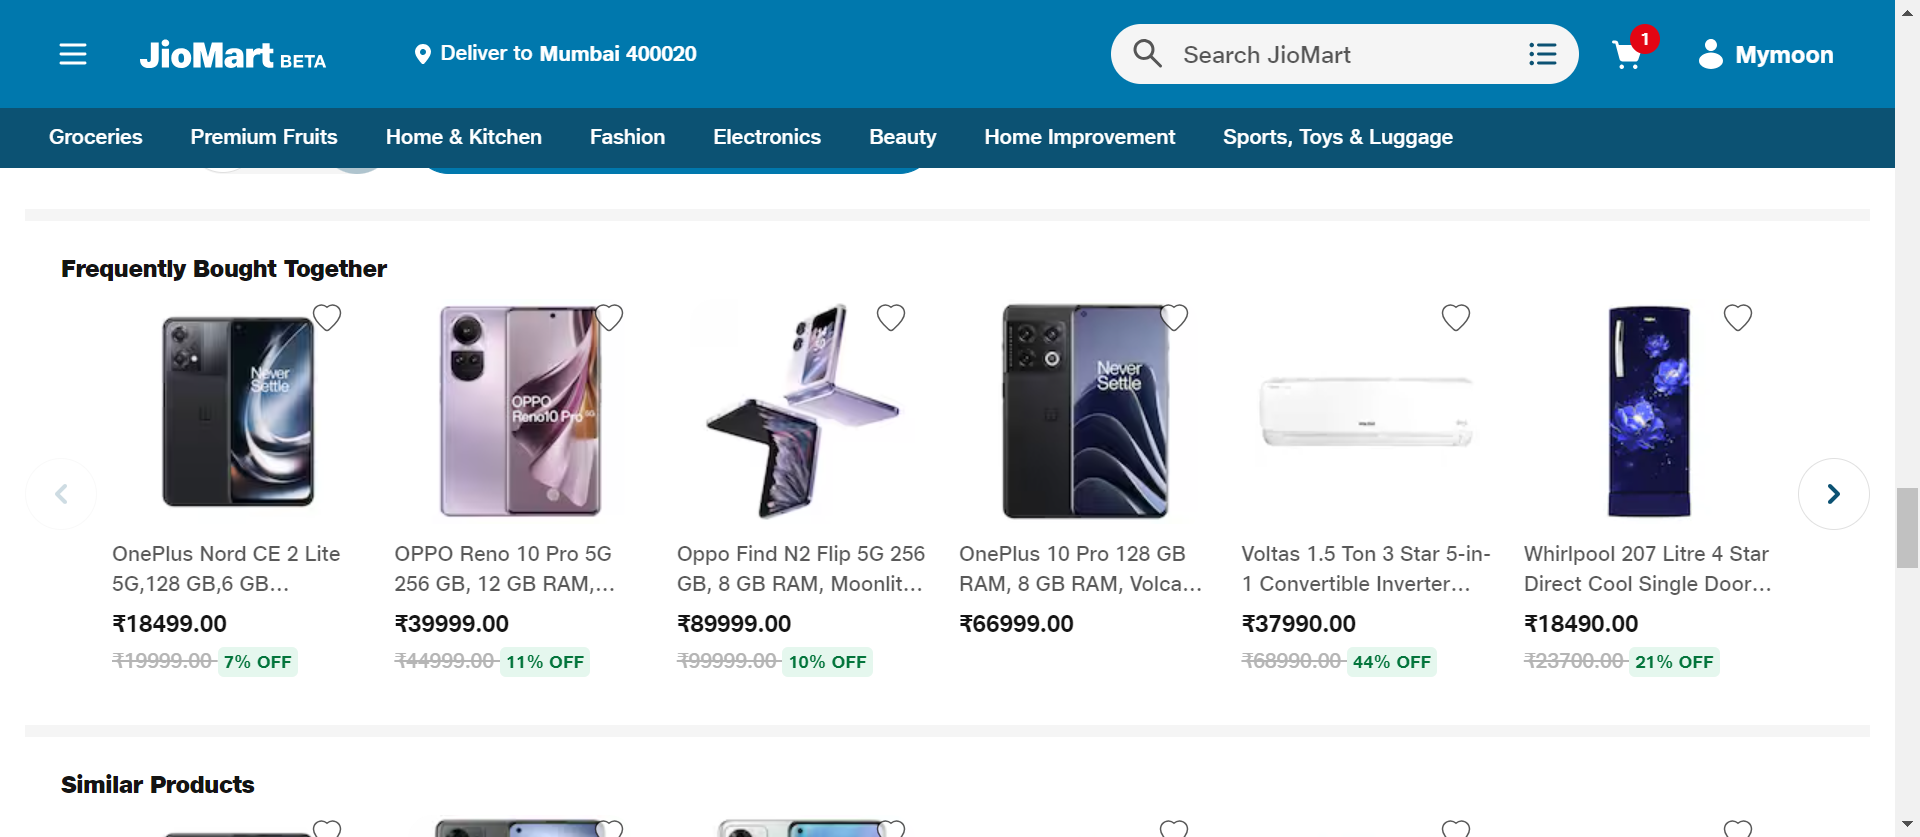 JioMart BETA
Deliver to Mumbai 400020
Search JioMart
1
Mymoon
Groceries
Premium Fruits
Home & Kitchen
Fashion
Electronics
Beauty
Home Improvement
Sports, Toys & Luggage
Frequently Bought Together
Never
Settle
OPPO
Reno10 Pro 5G
Never
Settle
OnePlus Nord CE 2 Lite
5G,128 GB,6 GB...
₹18499.00
₹19999.00 7% OFF
OPPO Reno 10 Pro 5G
256 GB, 12 GB RAM,...
₹39999.00
₹44999.00 11% OFF
Oppo Find N2 Flip 5G 256
GB, 8 GB RAM, Moonlit...
₹89999.00
₹99999.00 10% OFF
OnePlus 10 Pro 128 GB
RAM, 8 GB RAM, Volca...
₹66999.00
Voltas 1.5 Ton 3 Star 5-in-
1 Convertible Inverter...
₹37990.00
₹68990.00 44% OFF
Whirlpool 207 Litre 4 Star
Direct Cool Single Door...
₹18490.00
₹23700.00 21% OFF
Similar Products